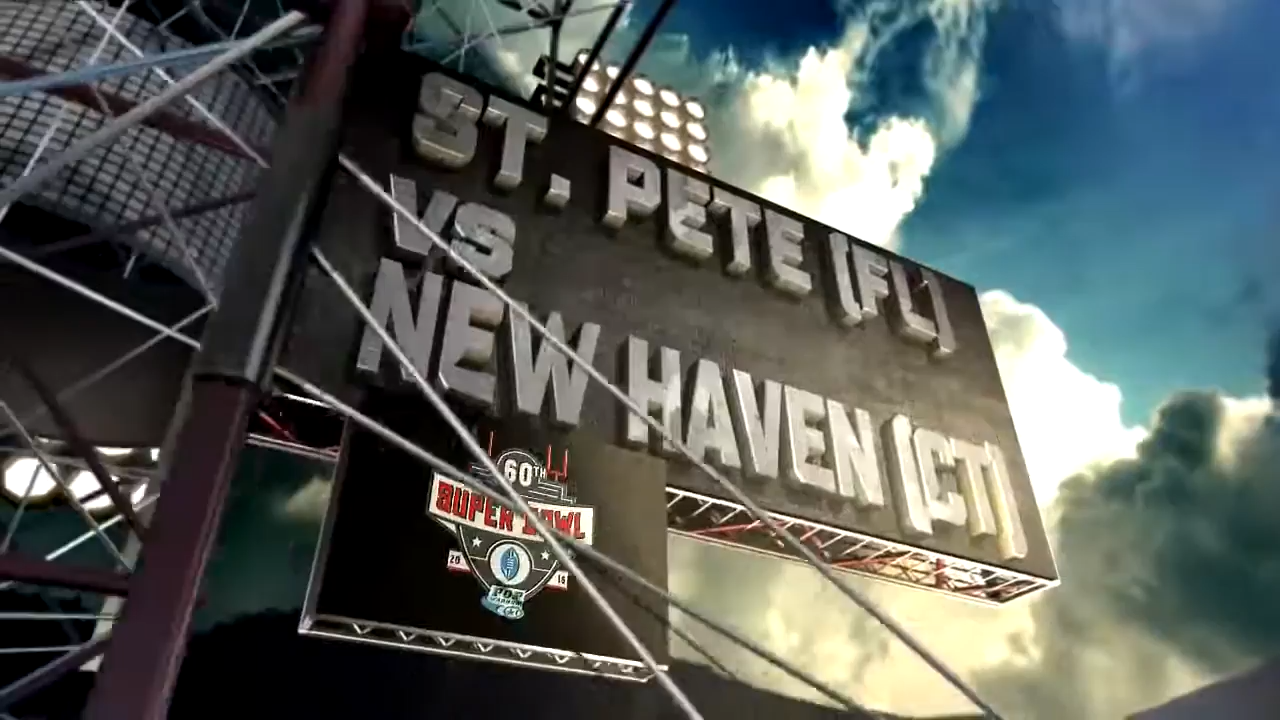 ST. PETE (FL)
VS
NEW HAVEN (CT)
60TH
SUPER BOWL
20 16